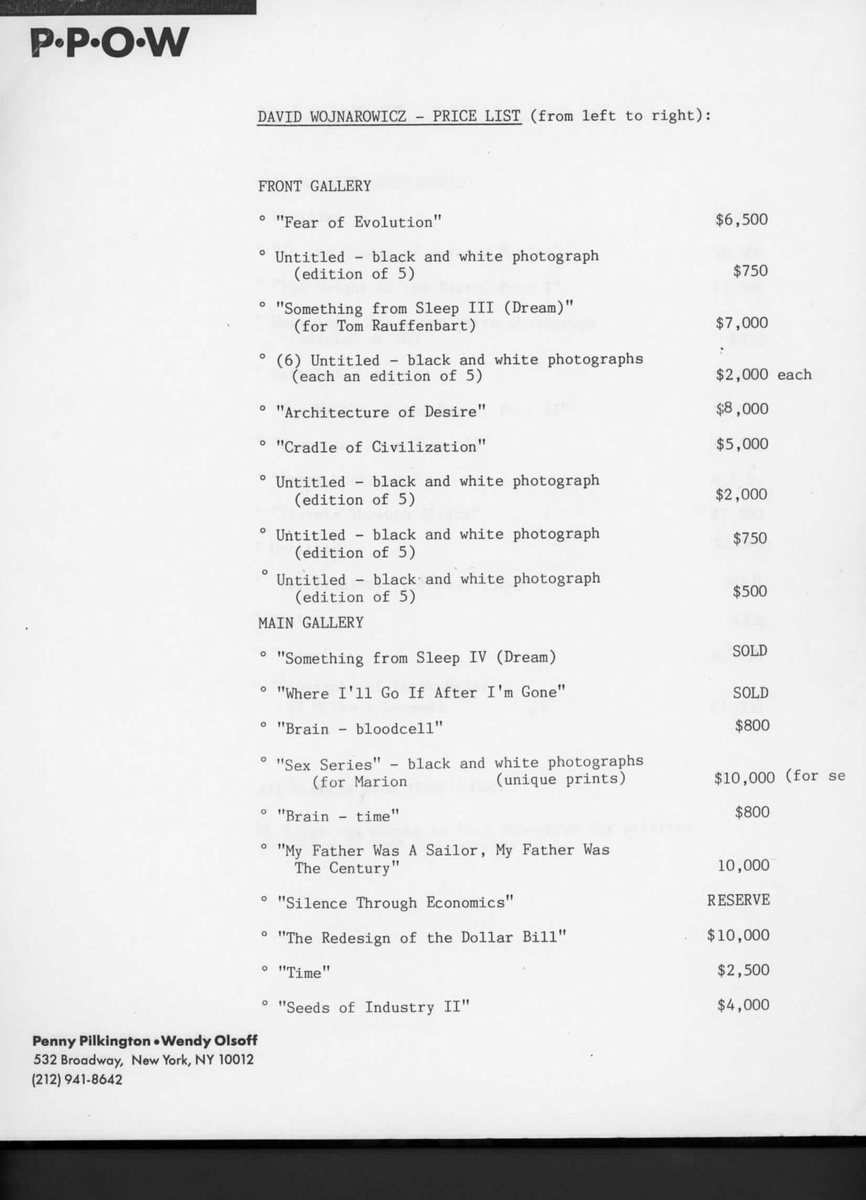 P•P•O•W
DAVID WOJNAROWICZ - PRICE LIST (from left to right):
FRONT GALLERY
° "Fear of Evolution" $6,500
° Untitled - black and white photograph
(edition of 5) $750
° "Something from Sleep III (Dream)"
(for Tom Rauffenbart) $7,000
° (6) Untitled - black and white photographs
(each an edition of 5) $2,000 each
° "Architecture of Desire" $8,000
° "Cradle of Civilization" $5,000
° Untitled - black and white photograph
(edition of 5) $2,000
° Untitled - black and white photograph $750
(edition of 5)
° Untitled - black and white photograph
(edition of 5) $500
MAIN GALLERY
° "Something from Sleep IV (Dream) SOLD
° "Where I'll Go If After I'm Gone" SOLD
° "Brain - bloodcell" $800
° "Sex Series" - black and white photographs
(for Marion (unique prints) $10,000 (for se
° "Brain - time" $800
° "My Father Was A Sailor, My Father Was
The Century" 10,000
° "Silence Through Economics" RESERVE
° "The Redesign of the Dollar Bill" $10,000
° "Time" $2,500
° "Seeds of Industry II" $4,000
Penny Pilkington • Wendy Olsoff
532 Broadway, New York, NY 10012
(212) 941-8642